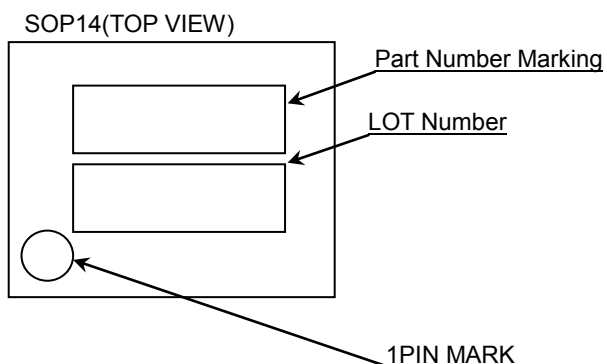 SOP14(TOP VIEW)
Part Number Marking
LOT Number
1PIN MARK